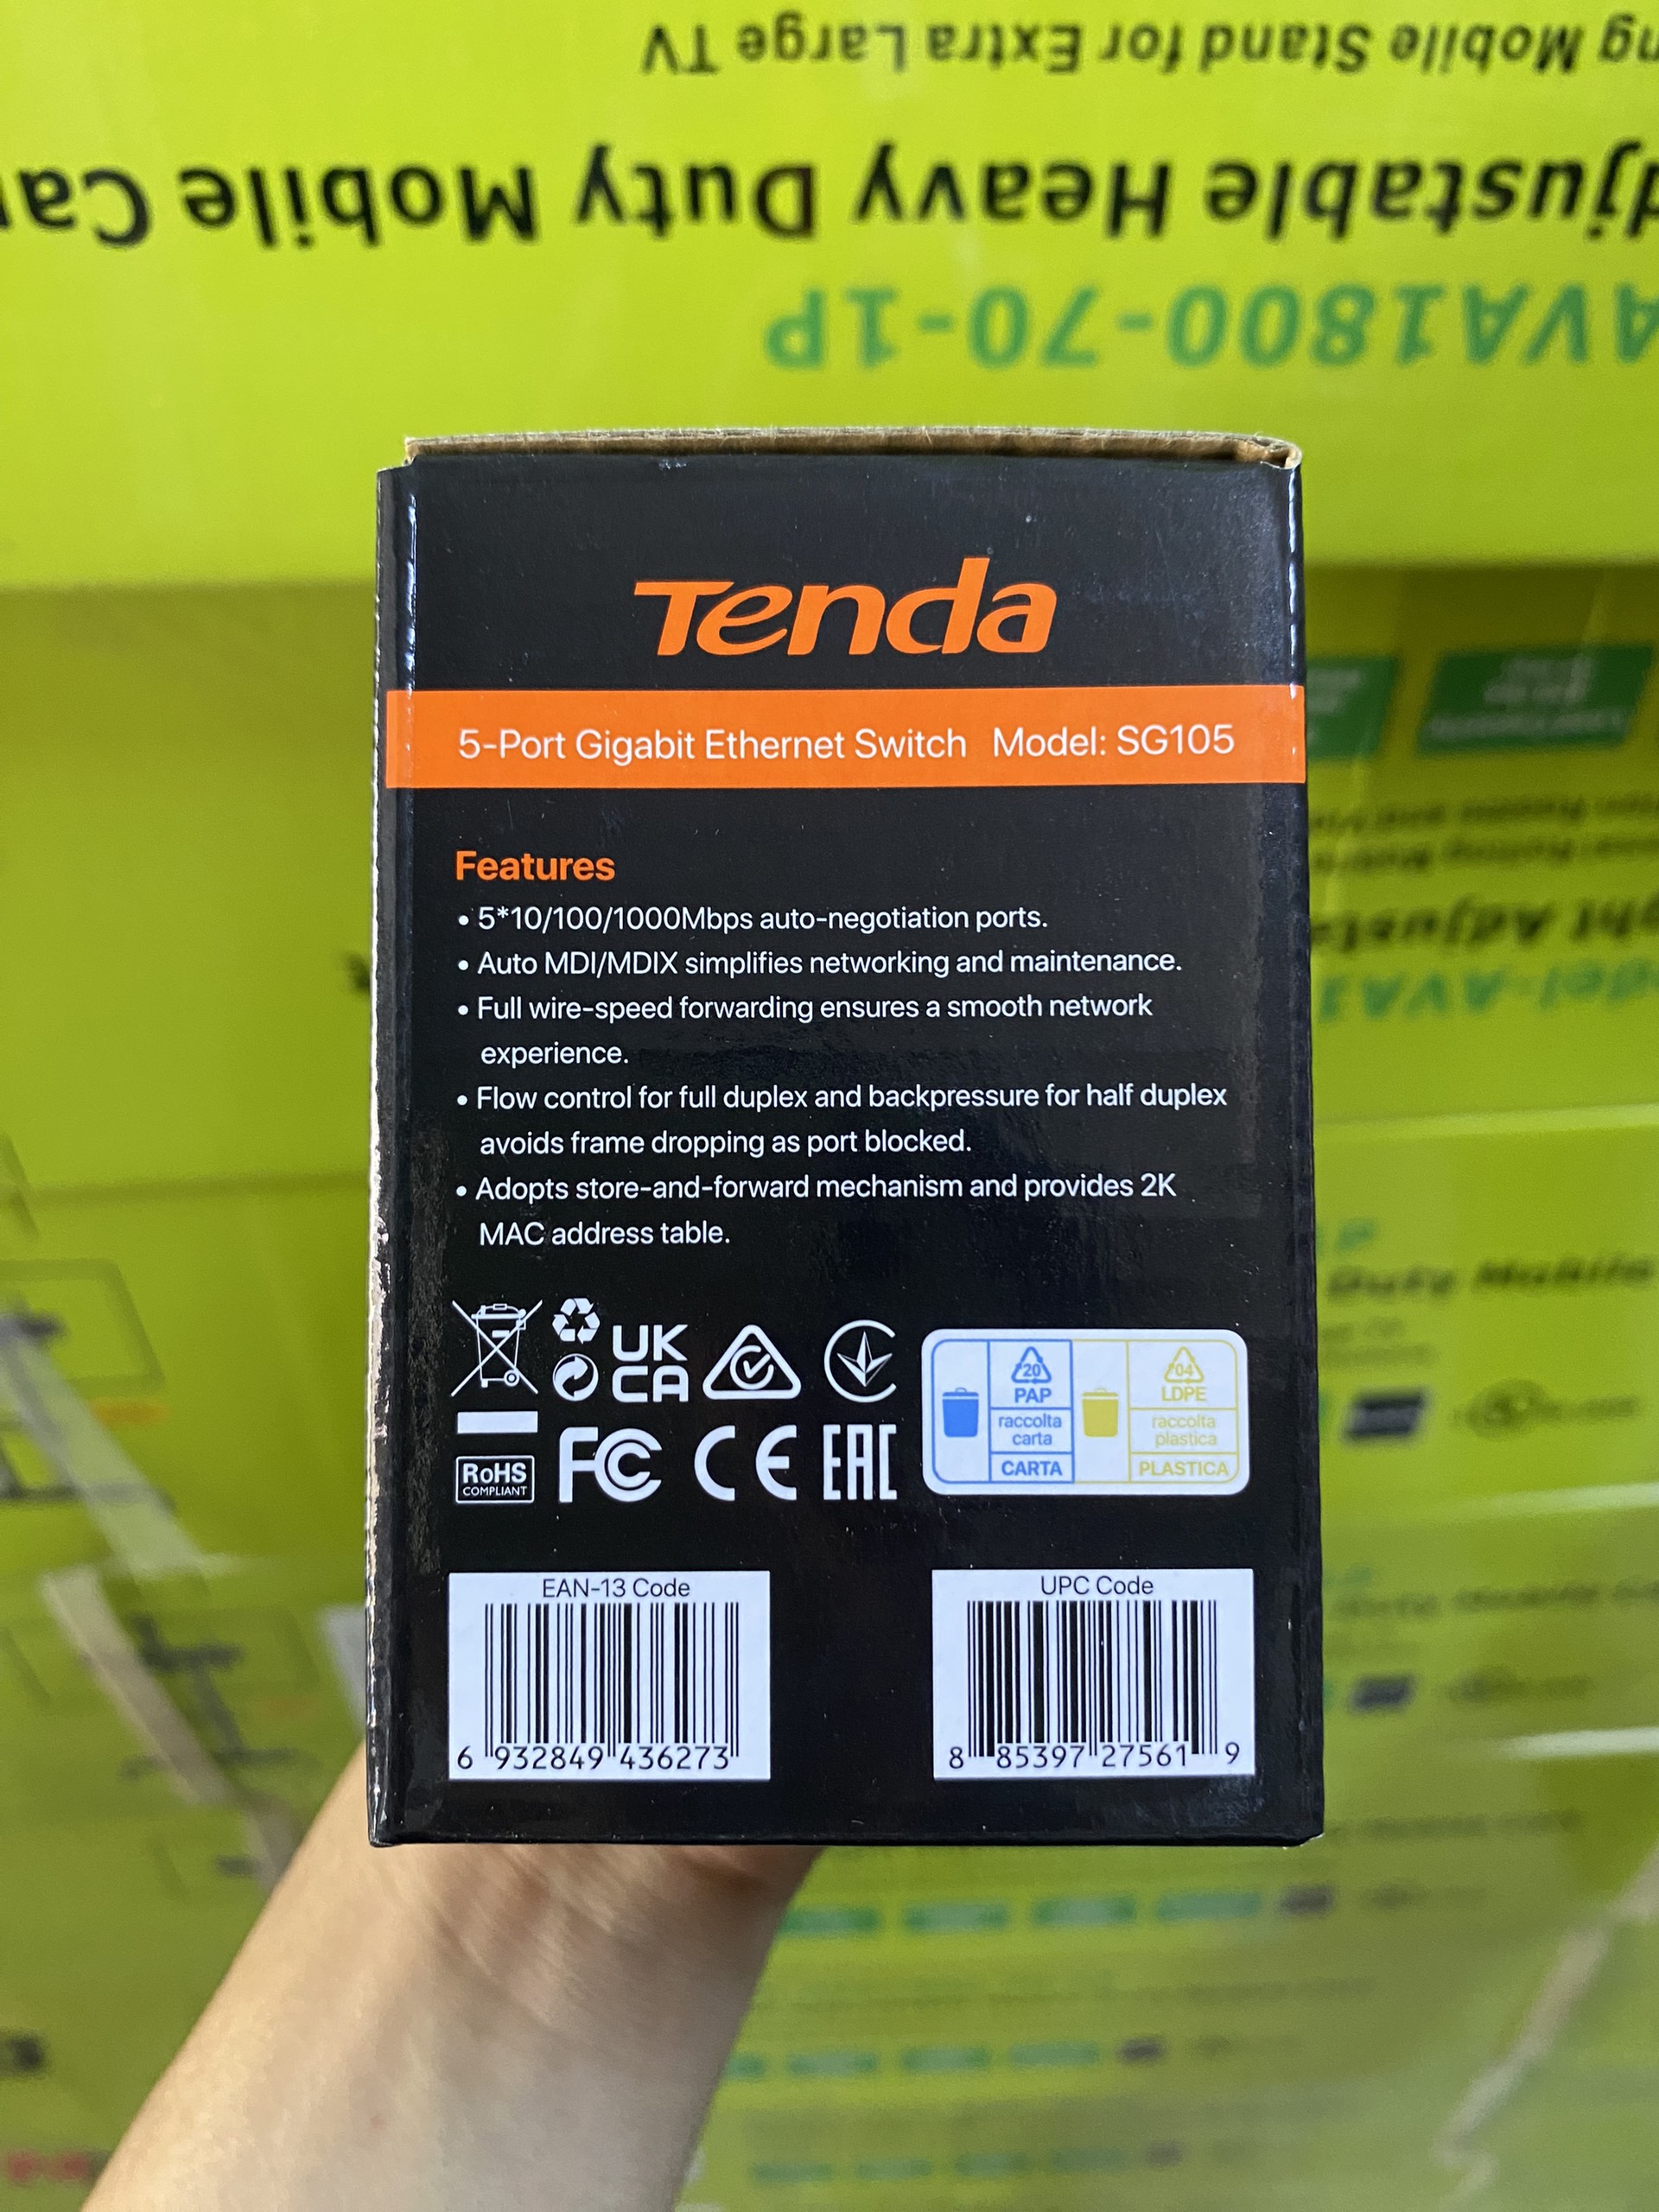 ng Mobile Stand for Extra Large TV
djustable Heavy Duty Mobile Car
AVA1800-70-1P
Tenda
5-Port Gigabit Ethernet Switch Model: SG105
Features
• 5*10/100/1000Mbps auto-negotiation ports.
• Auto MDI/MDIX simplifies networking and maintenance.
• Full wire-speed forwarding ensures a smooth network
experience.
• Flow control for full duplex and backpressure for half duplex
avoids frame dropping as port blocked.
• Adopts store-and-forward mechanism and provides 2K
MAC address table.
UK
CA
RoHS
COMPLIANT
FC CE EAC
20
PAP
raccolta
carta
CARTA
04
LDPE
raccolta
plastica
PLASTICA
EAN-13 Code
6 932849 436273
UPC Code
8 85397 27561 9